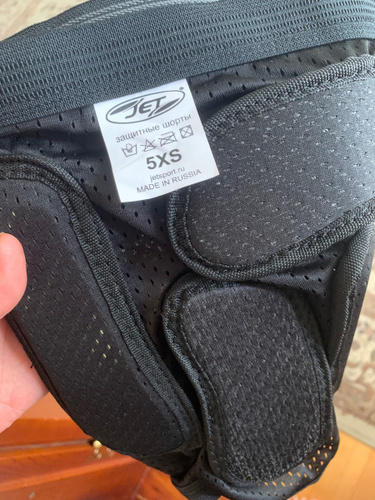 JET
защитные шорты
5XS
jetsport.ru
MADE IN RUSSIA